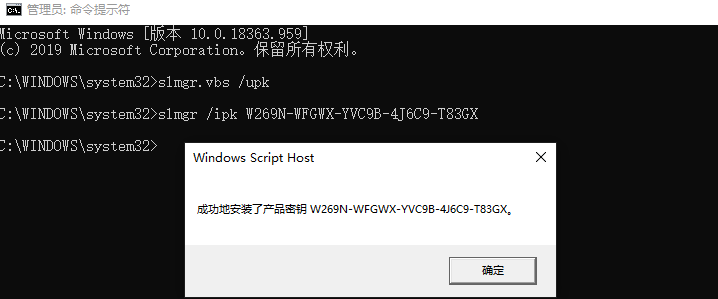 管理员: 命令提示符
Microsoft Windows [版本 10.0.18363.959]
(c) 2019 Microsoft Corporation。保留所有权利。
C:\WINDOWS\system32>slmgr.vbs /upk
C:\WINDOWS\system32>slmgr /ipk W269N-WFGWX-YVC9B-4J6C9-T83GX
C:\WINDOWS\system32>
Windows Script Host
成功地安装了产品密钥 W269N-WFGWX-YVC9B-4J6C9-T83GX。
确定